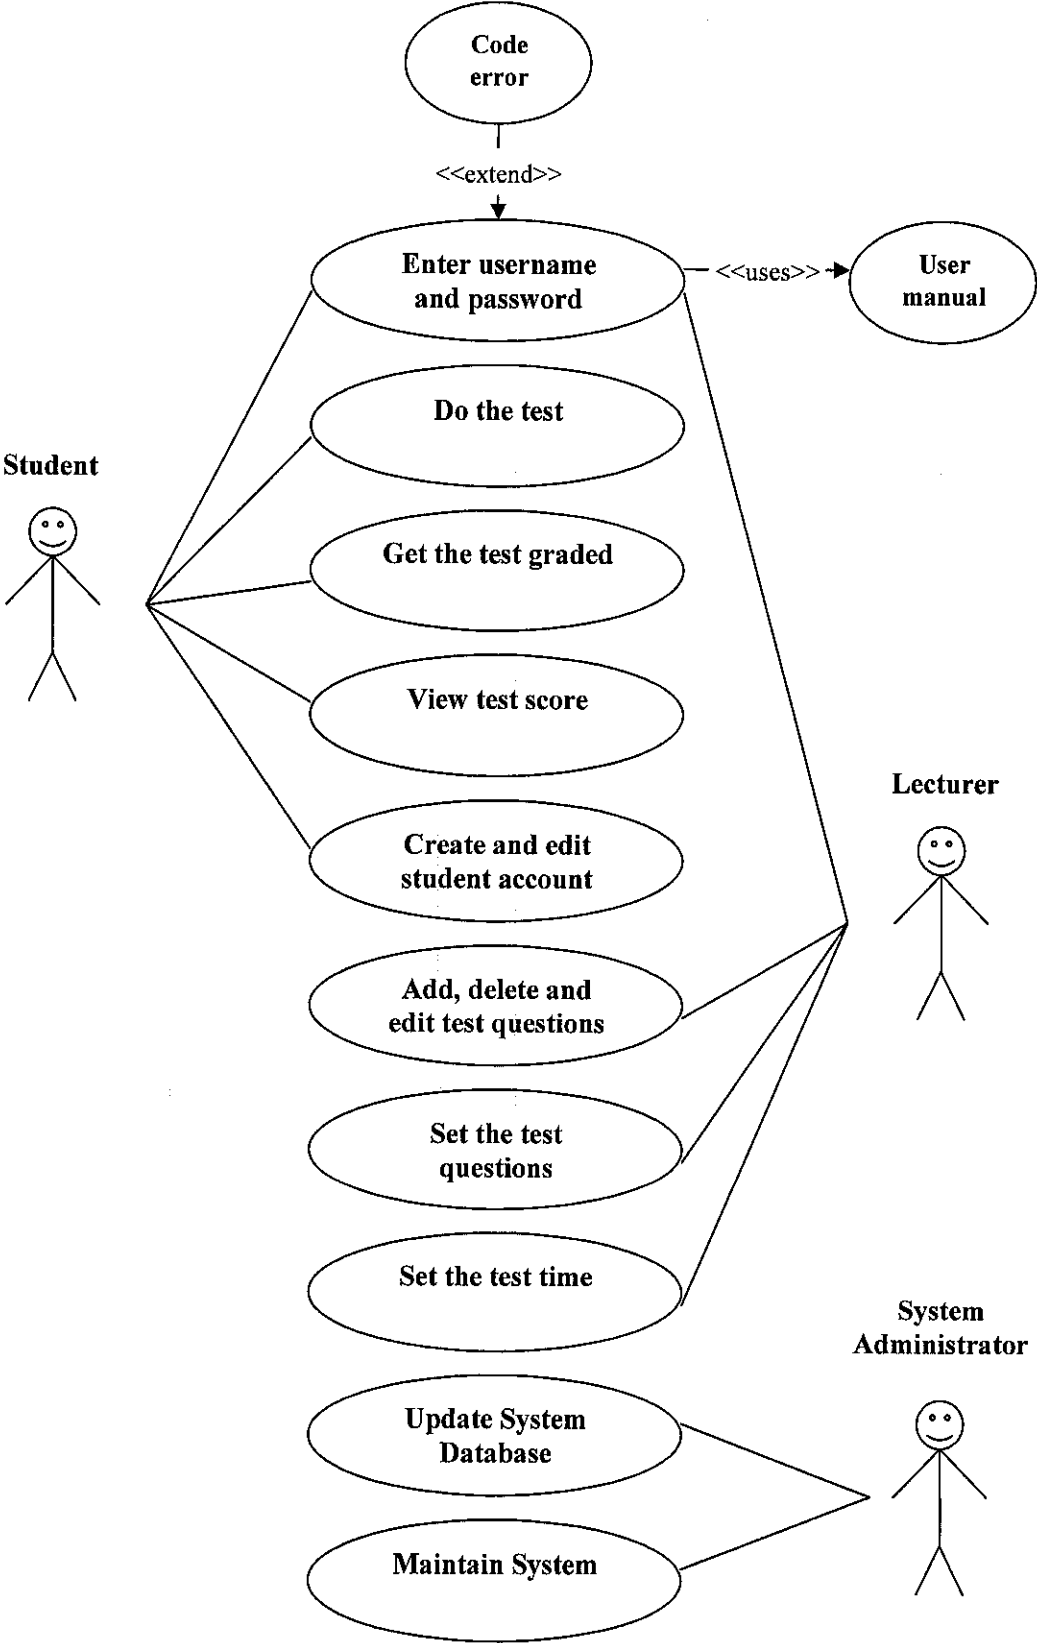 Code
error
<<extend>>
Enter username
and password
<<uses>>
User
manual
Do the test
Student
Get the test graded
View test score
Lecturer
Create and edit
student account
Add, delete and
edit test questions
Set the test
questions
Set the test time
System
Administrator
Update System
Database
Maintain System